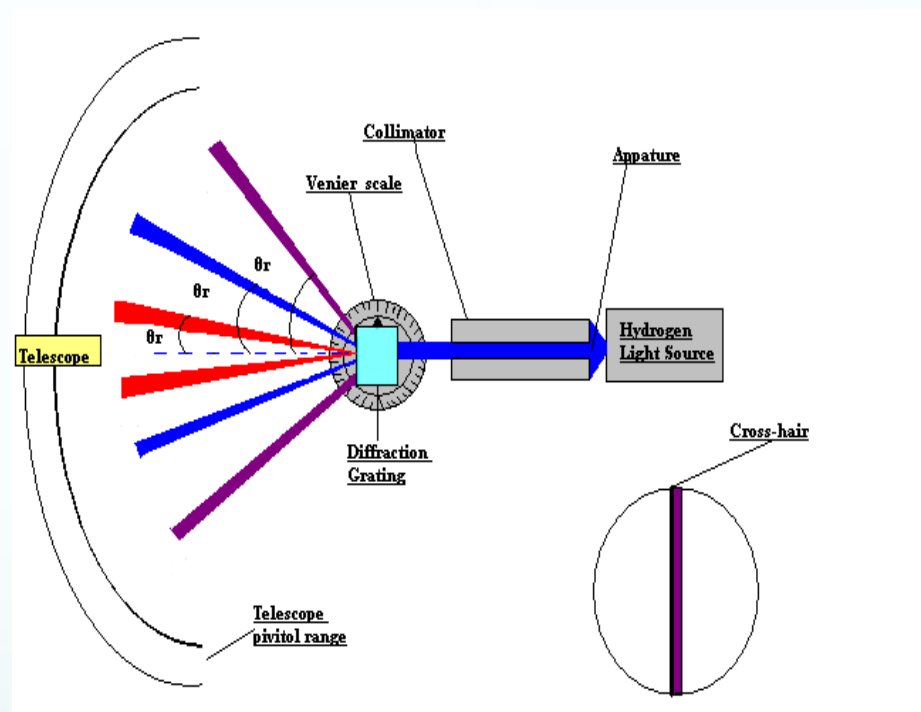 Collimator
Appature
Venier scale
θr
θr
θr
Telescope
Hydrogen
Light Source
Diffraction
Grating
Cross-hair
Telescope
pivitol range